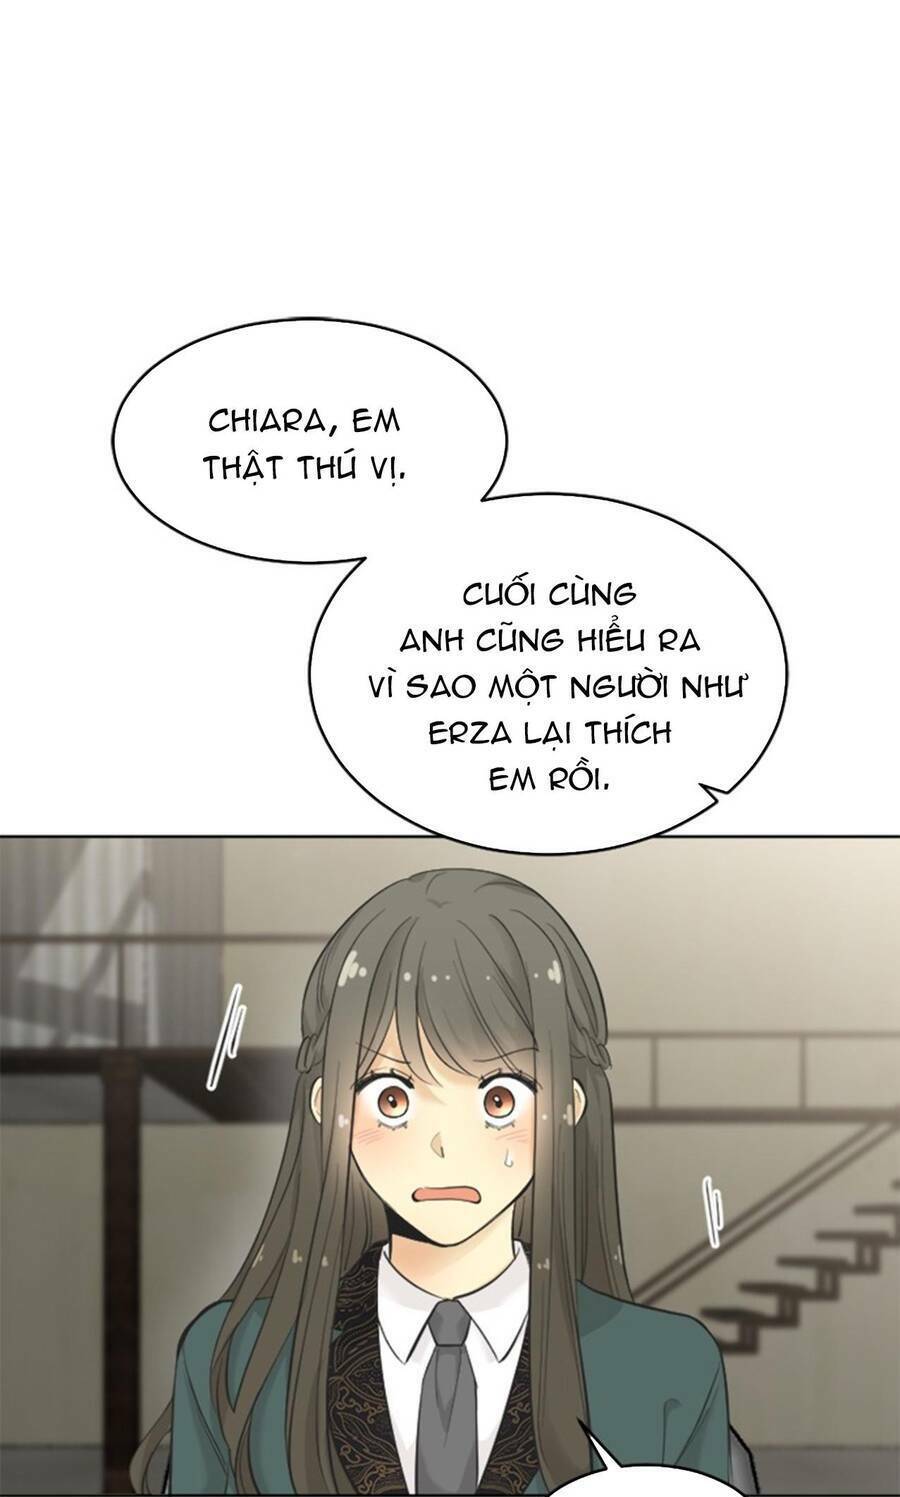 CHIARA, EM
THẬT THÚ VỊ.
CUỐI CÙNG
ANH CŨNG HIỂU RA
VÌ SAO MỘT NGƯỜI NHƯ
ERZA LẠI THÍCH
EM RỒI.